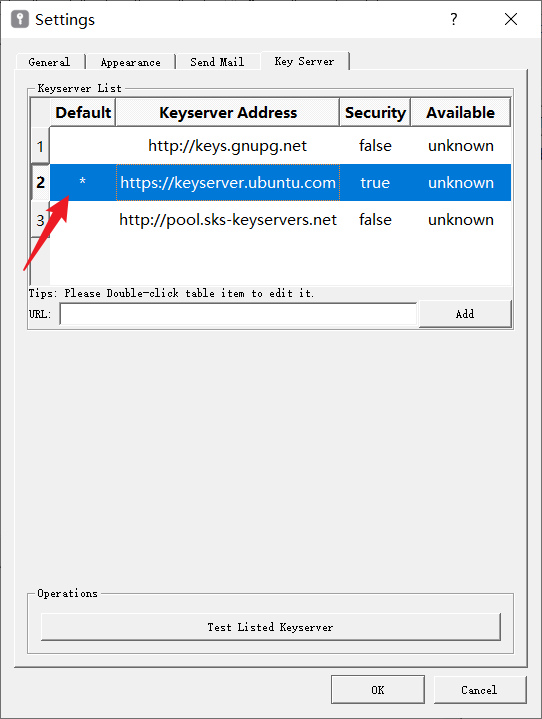 Settings
?
General Appearance Send Mail Key Server
Keyserver List
Default Keyserver Address Security Available
1 http://keys.gnupg.net false unknown
2 * https://keyserver.ubuntu.com true unknown
3 http://pool.sks-keyservers.net false unknown
Tips: Please Double-click table item to edit it.
URL: Add
Operations
Test Listed Keyserver
OK Cancel